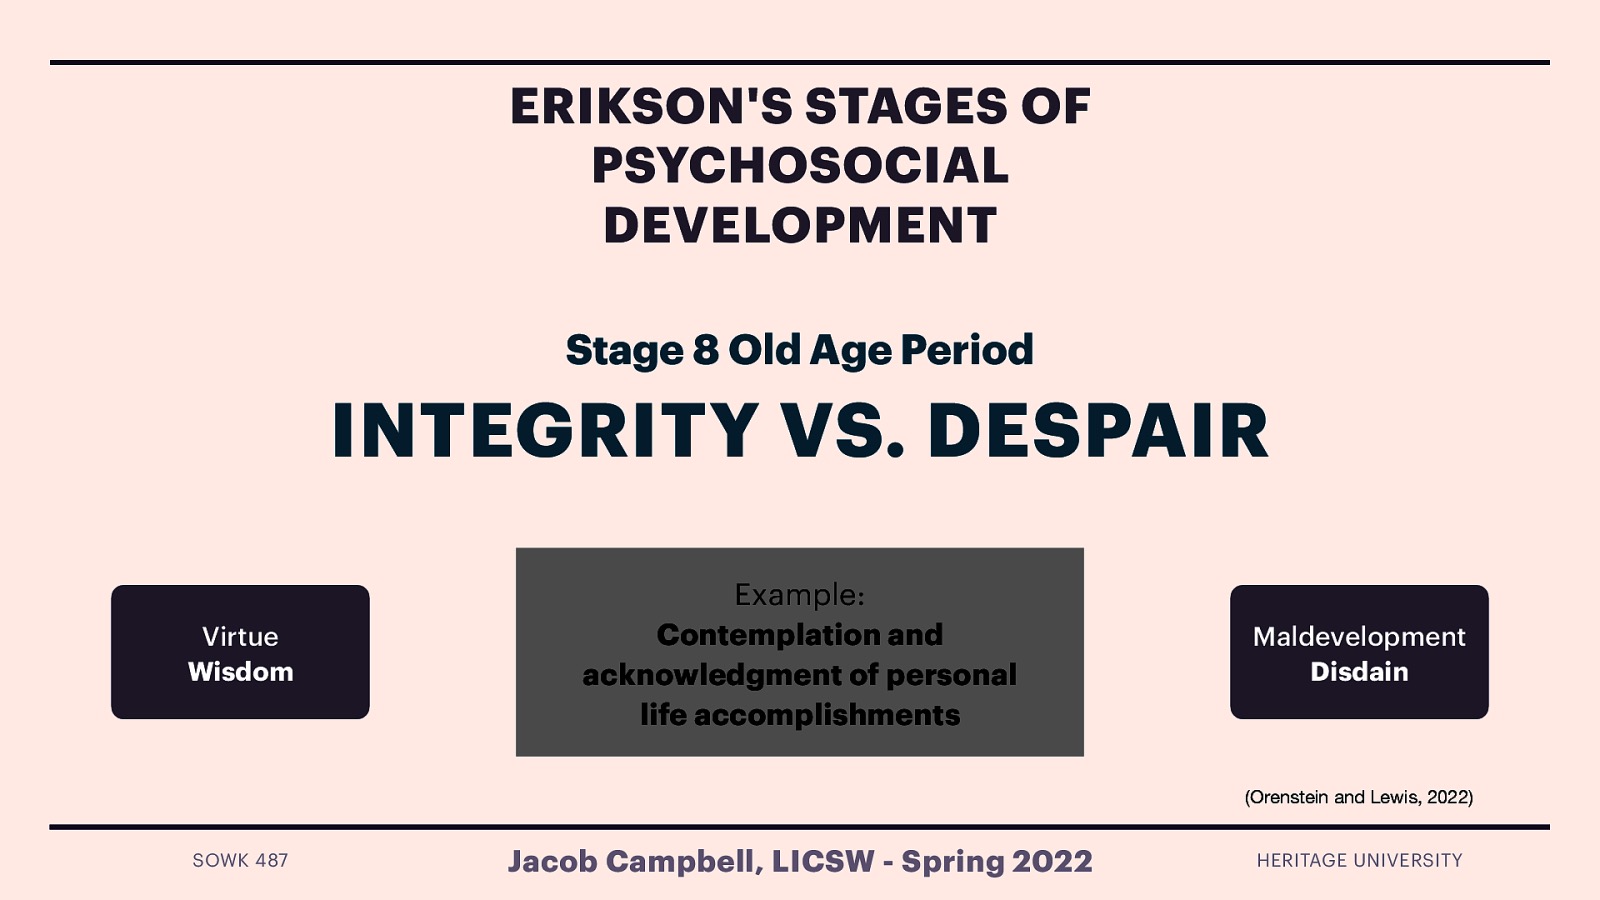 ERIKSON'S STAGES OF
PSYCHOSOCIAL
DEVELOPMENT
Stage 8 Old Age Period
INTEGRITY VS. DESPAIR
Virtue
Wisdom
Example:
Contemplation and
acknowledgment of personal
life accomplishments
Maldevelopment
Disdain
(Orenstein and Lewis, 2022)
SOWK 487
Jacob Campbell, LICSW - Spring 2022
HERITAGE UNIVERSITY